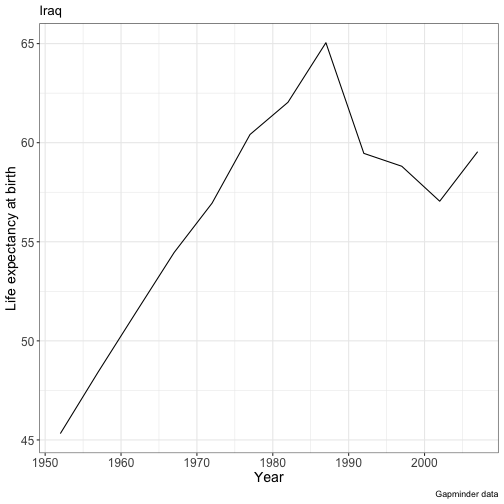 Iraq
65
60
55
50
45
Life expectancy at birth
1950 1960 1970 1980 1990 2000
Year
Gapminder data